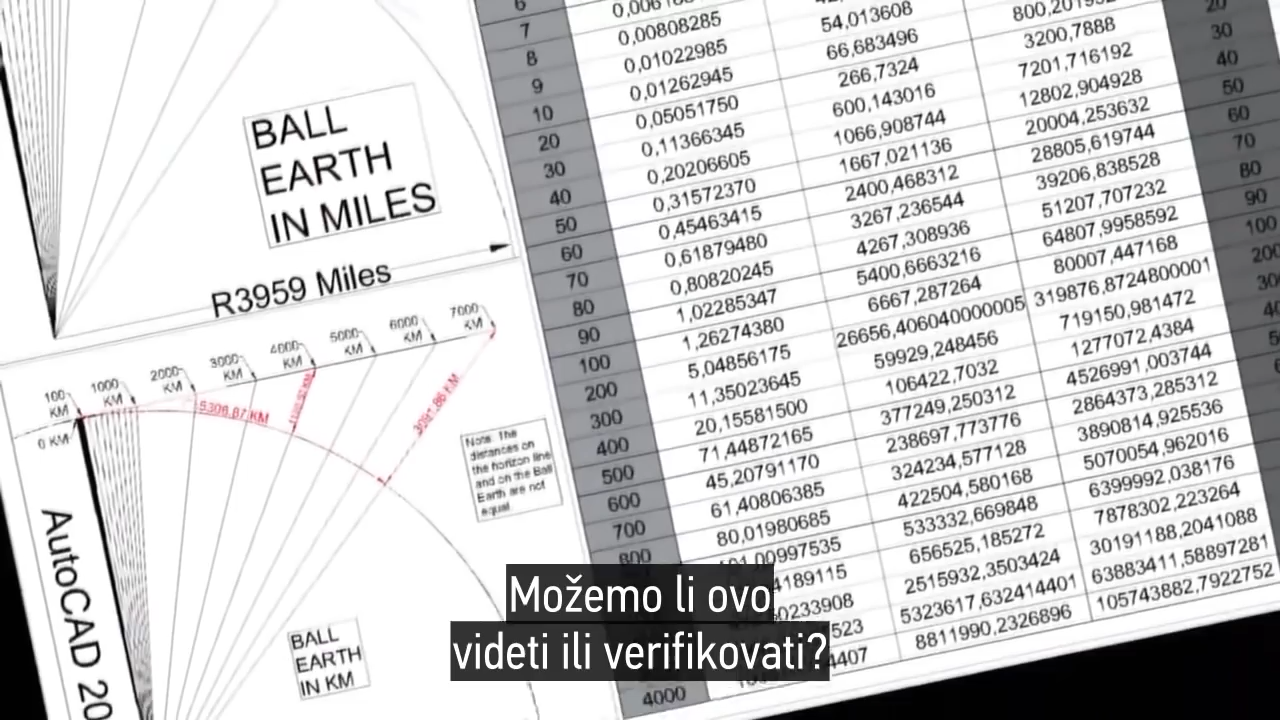 BALL
EARTH
IN MILES
R3959 Miles
100
KM
1000
KM
2000
KM
3000
KM
4000
KM
5000
KM
6000
KM
7000
KM
0 KM
5306,87 KM
Note: The
distances on
the horizon line
and on the Ball
Earth are not
equal
AutoCAD 20
BALL
EARTH
IN KM
6
7
8 0,00808285
9 0,01022985 54,013608
10 0,01262945 66,683496
20 0,05051750 266,7324 3200,7888 20
30 0,11366345 600,143016 7201,716192 30
40 0,20206605 1066,908744 12802,904928 40
50 0,31572370 1667,021136 20004,253632 50
60 0,45463415 2400,468312 28805,619744 60
70 0,61879480 3267,236544 39206,838528 70
80 0,80820245 4267,308936 51207,707232 80
90 1,02285347 5400,6663216 64807,9958592 90
100 1,26274380 6667,287264 80007,447168 100
200 5,04856175 26656,406040000005 319876,8724800001 200
300 11,35023645 59929,248456 719150,981472
400 20,15581500 106422,7032 1277072,4384
500 71,44872165 377249,250312 4526991,003744
600 45,20791170 238697,773776 2864373,285312
700 61,40806385 324234,577128 3890814,925536
800 80,01980685 422504,580168 5070054,962016
533332,669848 6399992,038176
656525,185272 7878302,223264
2515932,3503424 30191188,2041088
5323617,632414401 63883411,58897281
4000 8811990,2326896 105743882,7922752
Možemo li ovo
videti ili verifikovati?